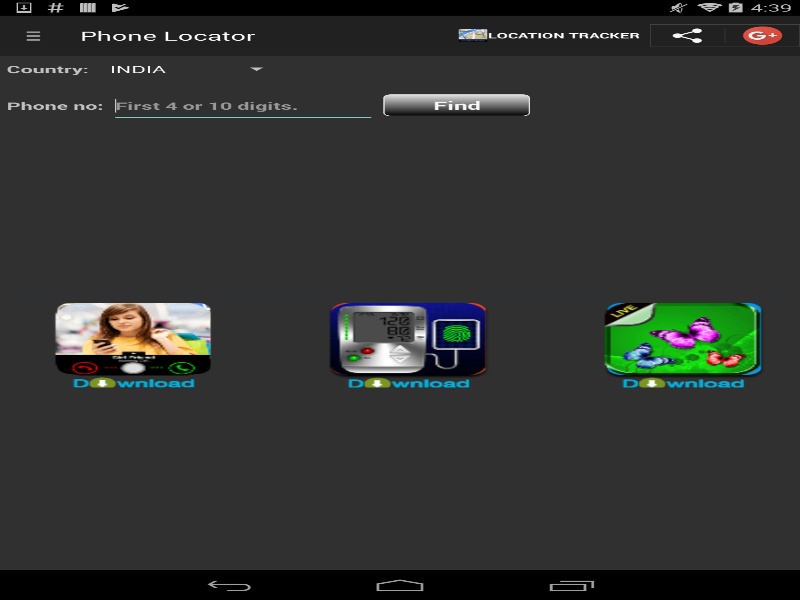 4:39
Phone Locator
LOCATION TRACKER
G+
Country: INDIA
Phone no: First 4 or 10 digits.
Find
120
80
72
LIVE
Download
Download
Download